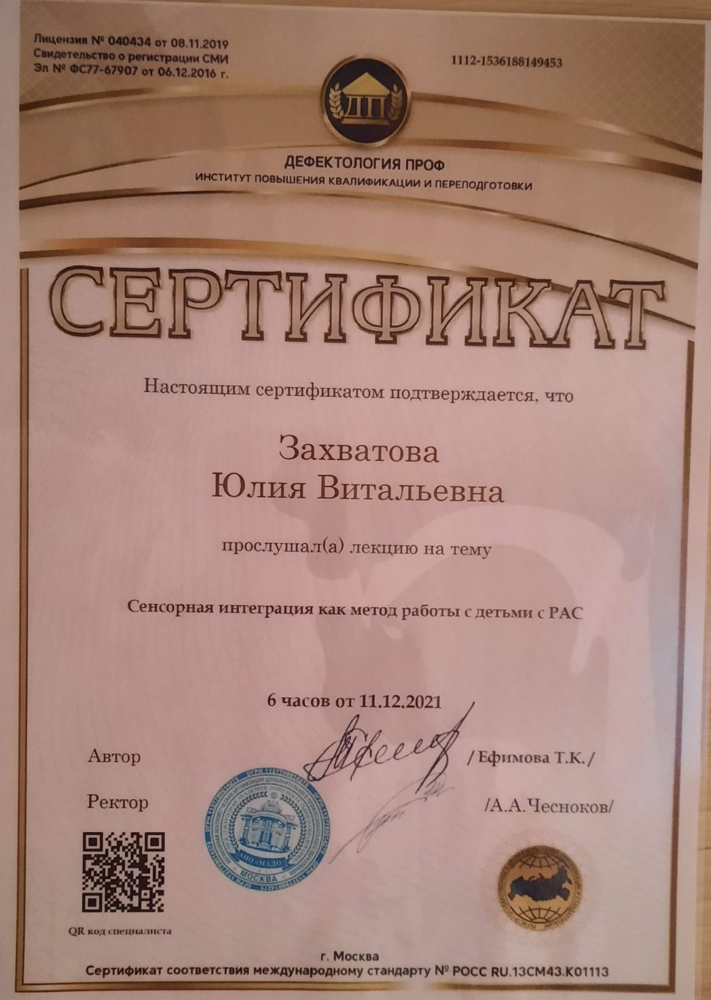 Лицензия № 040434 от 08.11.2019
Свидетельство о регистрации СМИ
Эл № ФС77-67907 от 06.12.2016 г.
1112-1536188149453
ДП
ДЕФЕКТОЛОГИЯ ПРОФ
ИНСТИТУТ ПОВЫШЕНИЯ КВАЛИФИКАЦИИ И ПЕРЕПОДГОТОВКИ
СЕРТИФИКАТ
Настоящим сертификатом подтверждается, что
Захватова
Юлия Витальевна
прослушал(а) лекцию на тему
Сенсорная интеграция как метод работы с детьми с РАС
6 часов от 11.12.2021
Автор
/Ефимова Т.К./
Ректор
/А.А.Чесноков/
АНО «МАДО»
МОСКВА
QR код специалиста
г. Москва
Сертификат соответствия международному стандарту № РОСС RU.13СМ43.К01113